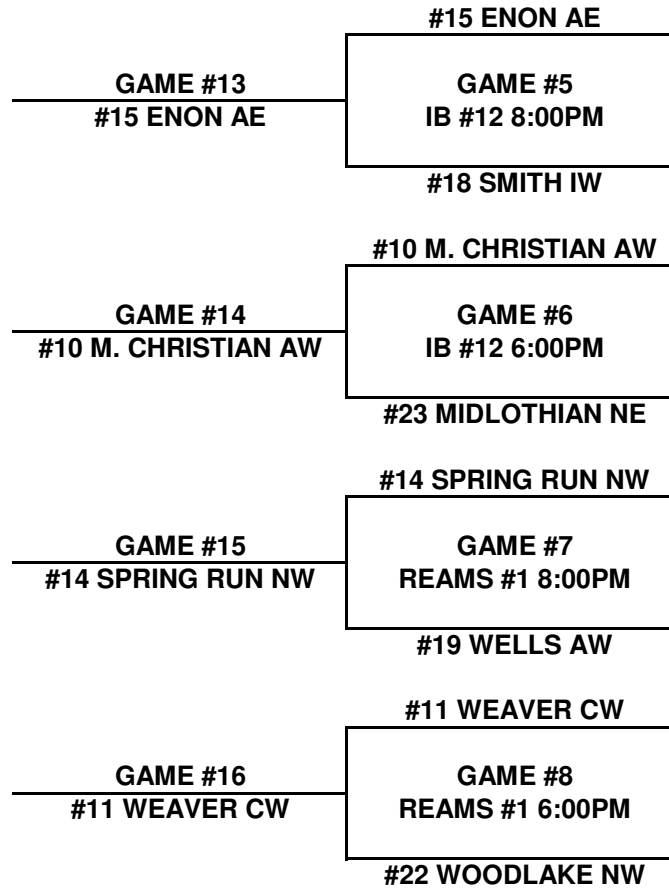 #15 ENON AE
GAME #13
GAME #5
#15 ENON AE
IB #12 8:00PM
#18 SMITH IW
#10 M. CHRISTIAN AW
GAME #14
GAME #6
#10 M. CHRISTIAN AW
IB #12 6:00PM
#23 MIDLOTHIAN NE
#14 SPRING RUN NW
GAME #15
GAME #7
#14 SPRING RUN NW
REAMS #1 8:00PM
#19 WELLS AW
#11 WEAVER CW
GAME #16
GAME #8
#11 WEAVER CW
REAMS #1 6:00PM
#22 WOODLAKE NW